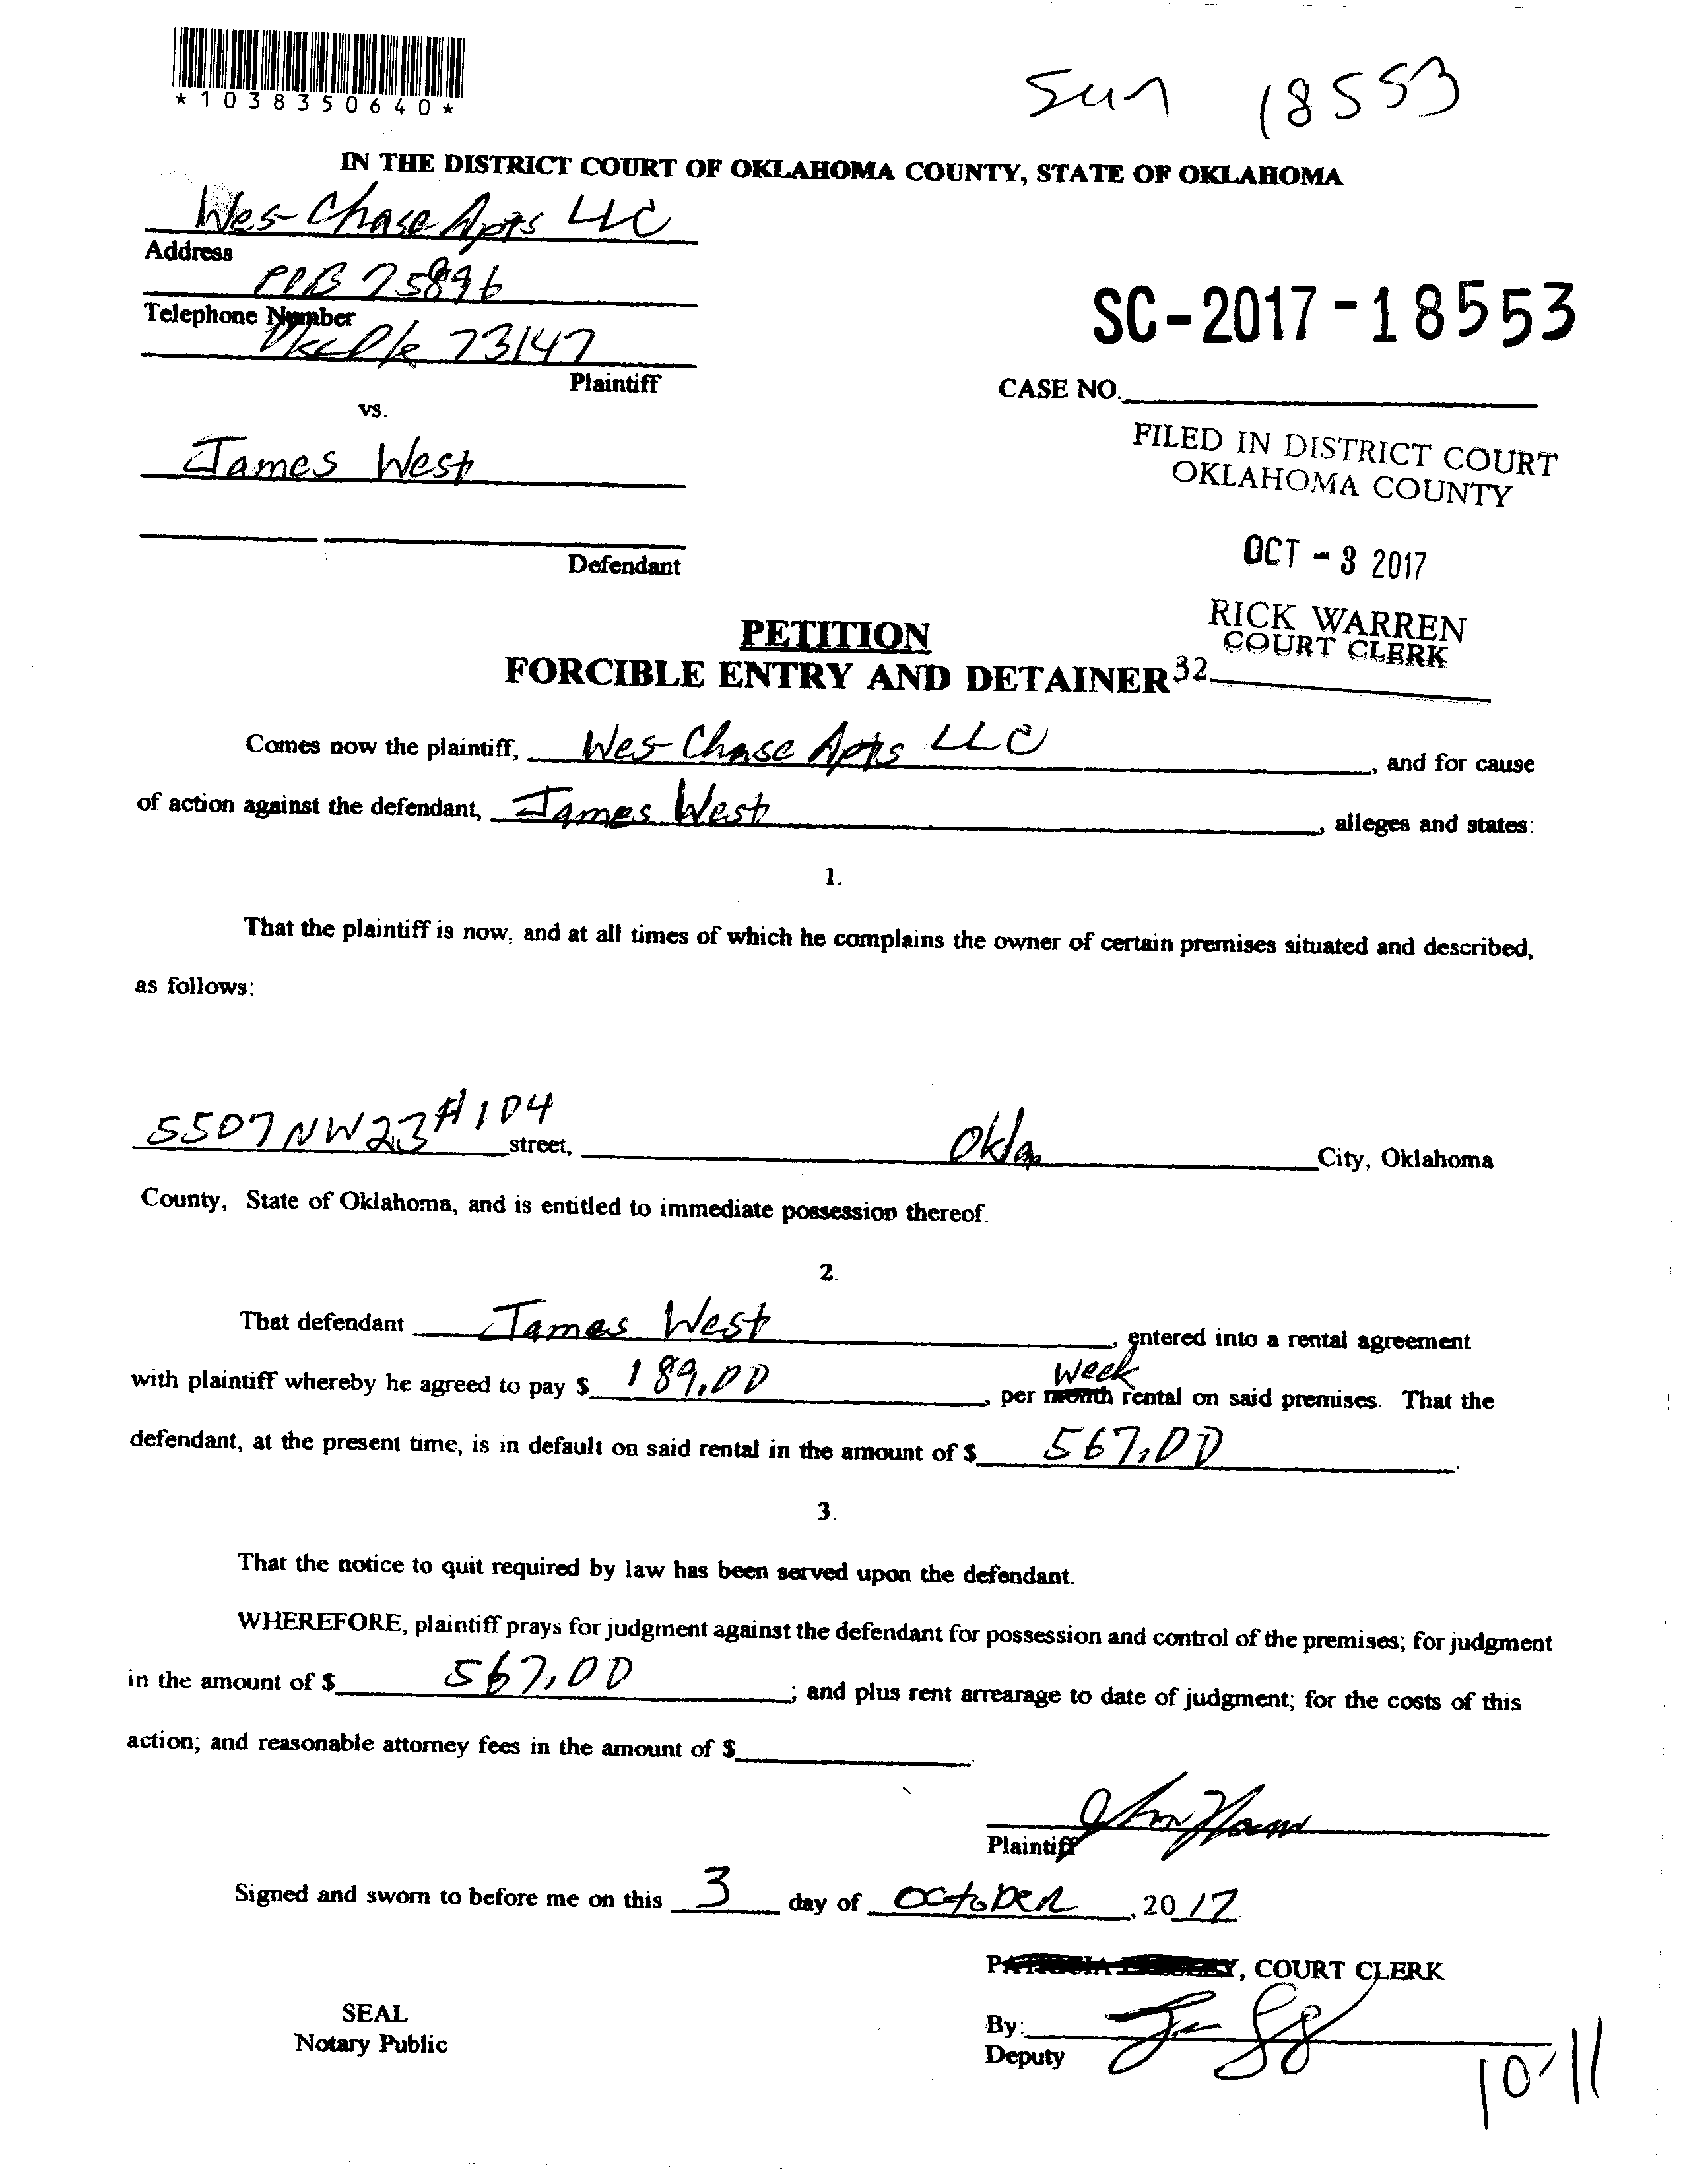 *1038350640*
Sun 18553
IN THE DISTRICT COURT OF OKLAHOMA COUNTY, STATE OF OKLAHOMA
Wes-Chase Apts LLC
Address
POB 75896
Telephone Number
Okc Ok 73147
Plaintiff
SC-2017-18553
CASE NO.
vs.
James West
Defendant
FILED IN DISTRICT COURT
OKLAHOMA COUNTY
OCT - 3 2017
RICK WARREN
COURT CLERK
32
PETITION
FORCIBLE ENTRY AND DETAINER
Comes now the plaintiff, Wes-Chase Apts LLC, and for cause
of action against the defendant, James West, alleges and states:
1.
That the plaintiff is now, and at all times of which he complains the owner of certain premises situated and described,
as follows:
5507 NW 23 #104 street, Okla City, Oklahoma
County, State of Oklahoma, and is entitled to immediate possession thereof.
2.
That defendant James West, entered into a rental agreement
with plaintiff whereby he agreed to pay $ 189.00, per month week rental on said premises. That the
defendant, at the present time, is in default on said rental in the amount of $ 567.00.
3.
That the notice to quit required by law has been served upon the defendant.
WHEREFORE, plaintiff prays for judgment against the defendant for possession and control of the premises; for judgment
in the amount of $ 567.00; and plus rent arrearage to date of judgment; for the costs of this
action; and reasonable attorney fees in the amount of $
Plaintiff
Signed and sworn to before me on this 3 day of OctobeR, 2017.
, COURT CLERK
SEAL
Notary Public
By:
Deputy
10-11